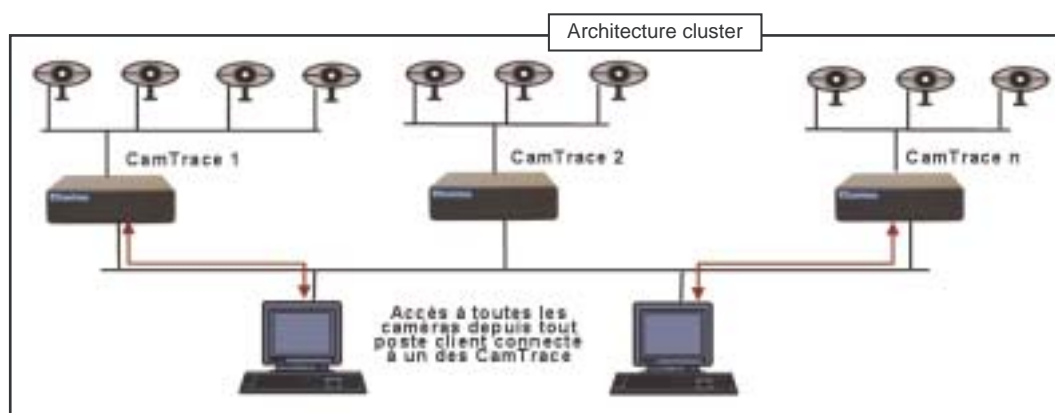 Architecture cluster
CamTrace 1
CamTrace 2
CamTrace n
Accès à toutes les
caméras depuis tout
poste client connecté
à un des CamTrace